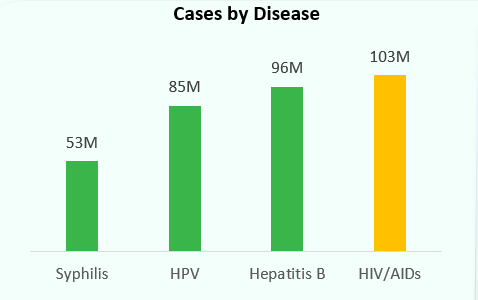 Cases by Disease
53M
85M
96M
103M
Syphilis
HPV
Hepatitis B
HIV/AIDs